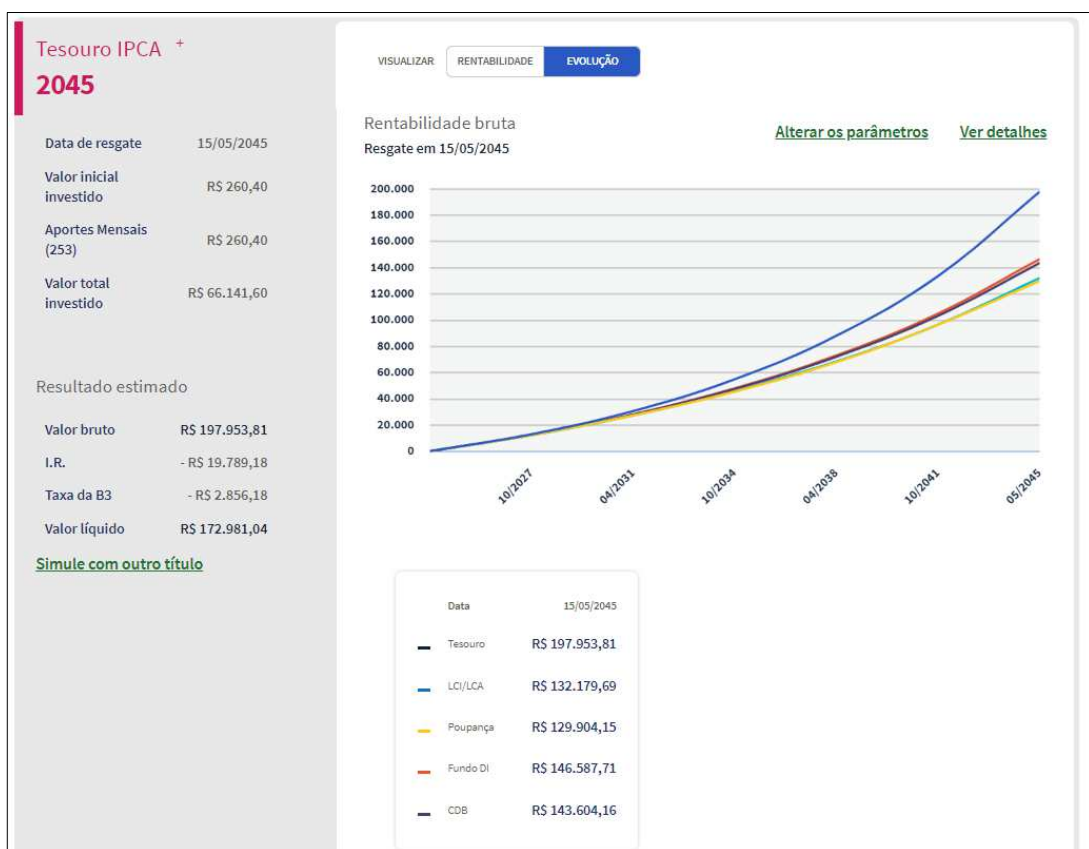 Tesouro IPCA +
2045
Data de resgate 15/05/2045
Valor inicial
investido R$ 260,40
Aportes Mensais
(253) R$ 260,40
Valor total
investido R$ 66.141,60
Resultado estimado
Valor bruto R$ 197.953,81
I.R. - R$ 19.789,18
Taxa da B3 - R$ 2.856,18
Valor líquido R$ 172.981,04
Simule com outro título
VISUALIZAR RENTABILIDADE EVOLUÇÃO
Rentabilidade bruta
Resgate em 15/05/2045
Alterar os parâmetros Ver detalhes
200.000
180.000
160.000
140.000
120.000
100.000
80.000
60.000
40.000
20.000
0
10/2027 04/2031 10/2034 04/2038 10/2041 05/2045
Data 15/05/2045
Tesouro R$ 197.953,81
LCI/LCA R$ 132.179,69
Poupança R$ 129.904,15
Fundo DI R$ 146.587,71
CDB R$ 143.604,16